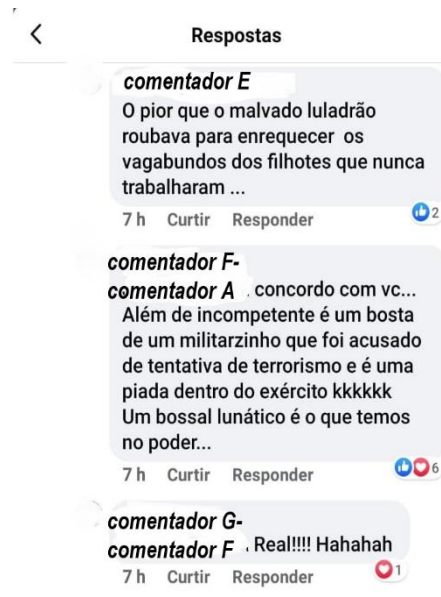 Respostas
comentador E
O pior que o malvado luladrão
roubava para enrequecer os
vagabundos dos filhotes que nunca
trabalharam ...
7 h Curtir Responder 2
comentador F-
comentador A . concordo com vc...
Além de incompetente é um bosta
de um militarzinho que foi acusado
de tentativa de terrorismo e é uma
piada dentro do exército kkkkkk
Um bossal lunático é o que temos
no poder...
7 h Curtir Responder 6
comentador G-
comentador F . Real!!!! Hahahah
7 h Curtir Responder 1